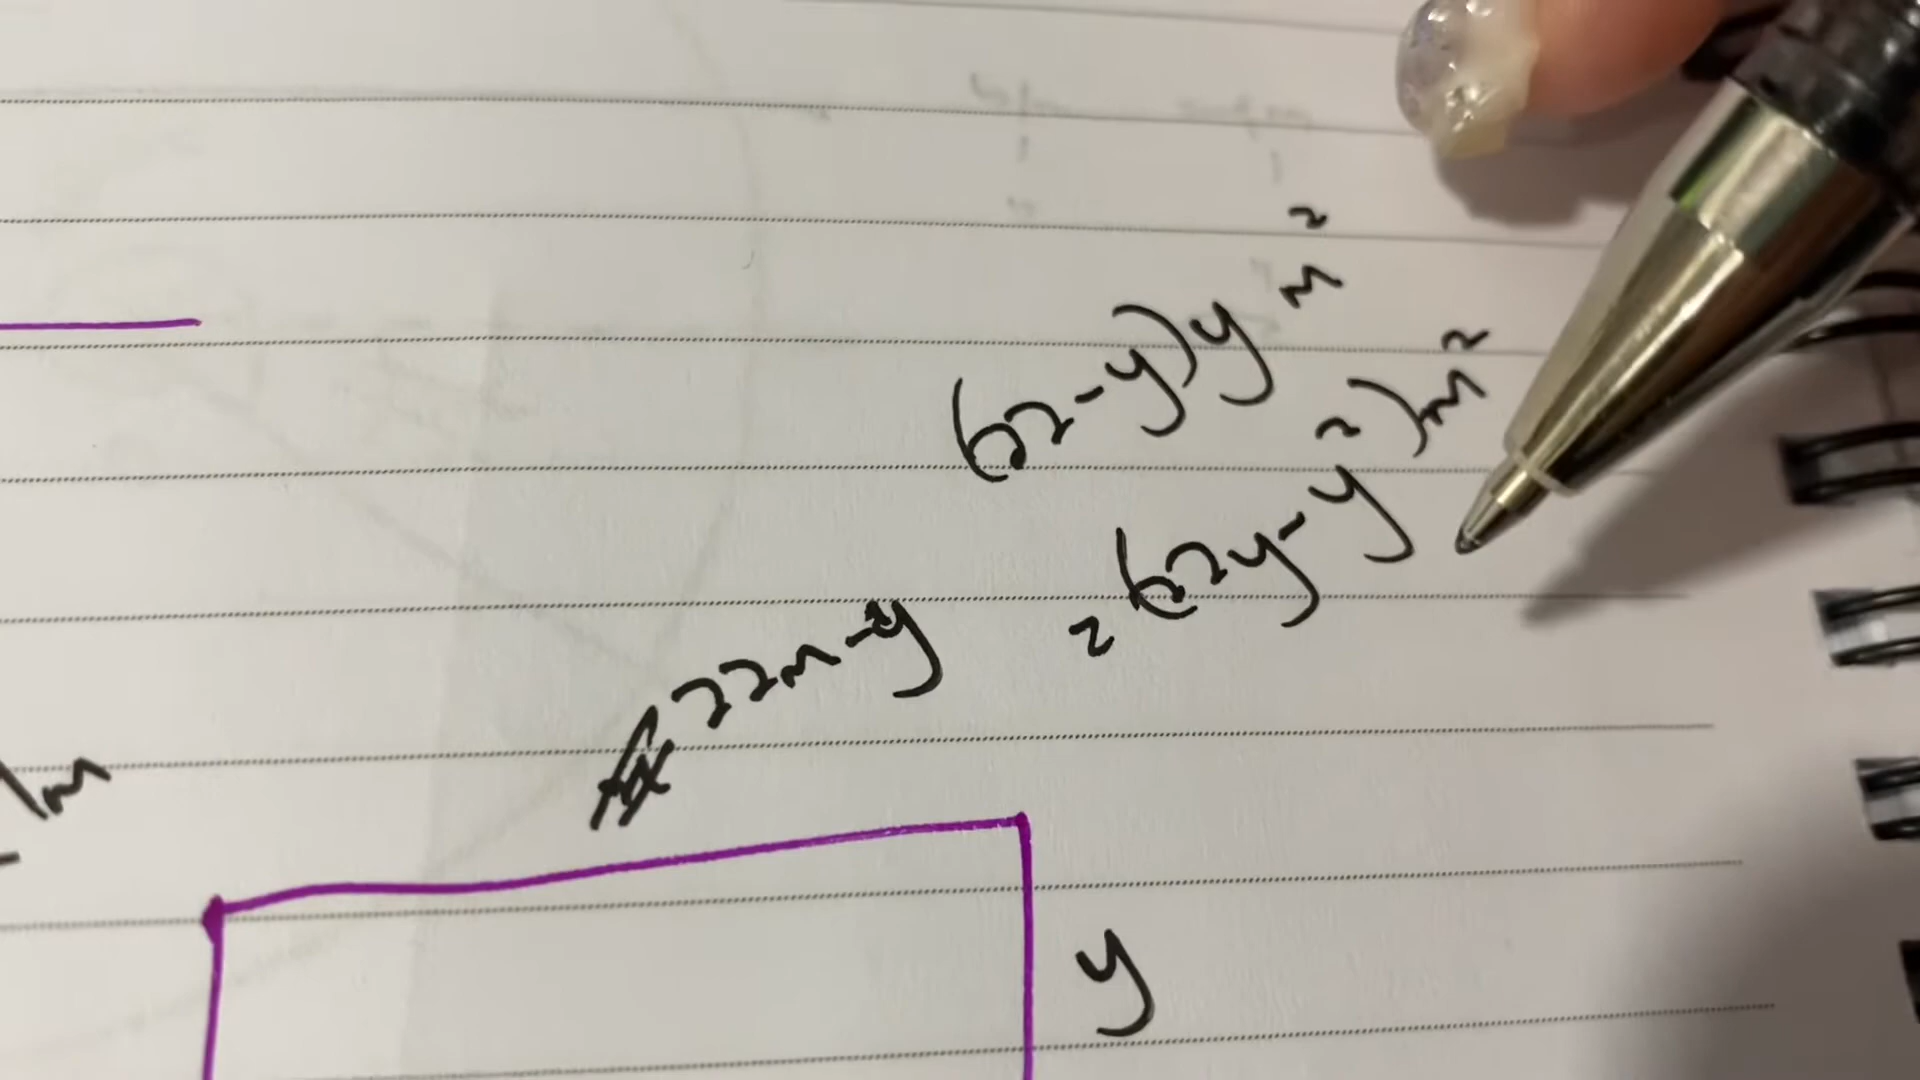 (22-y)y m²
= (22y-y²)m²
22m-y
m
y